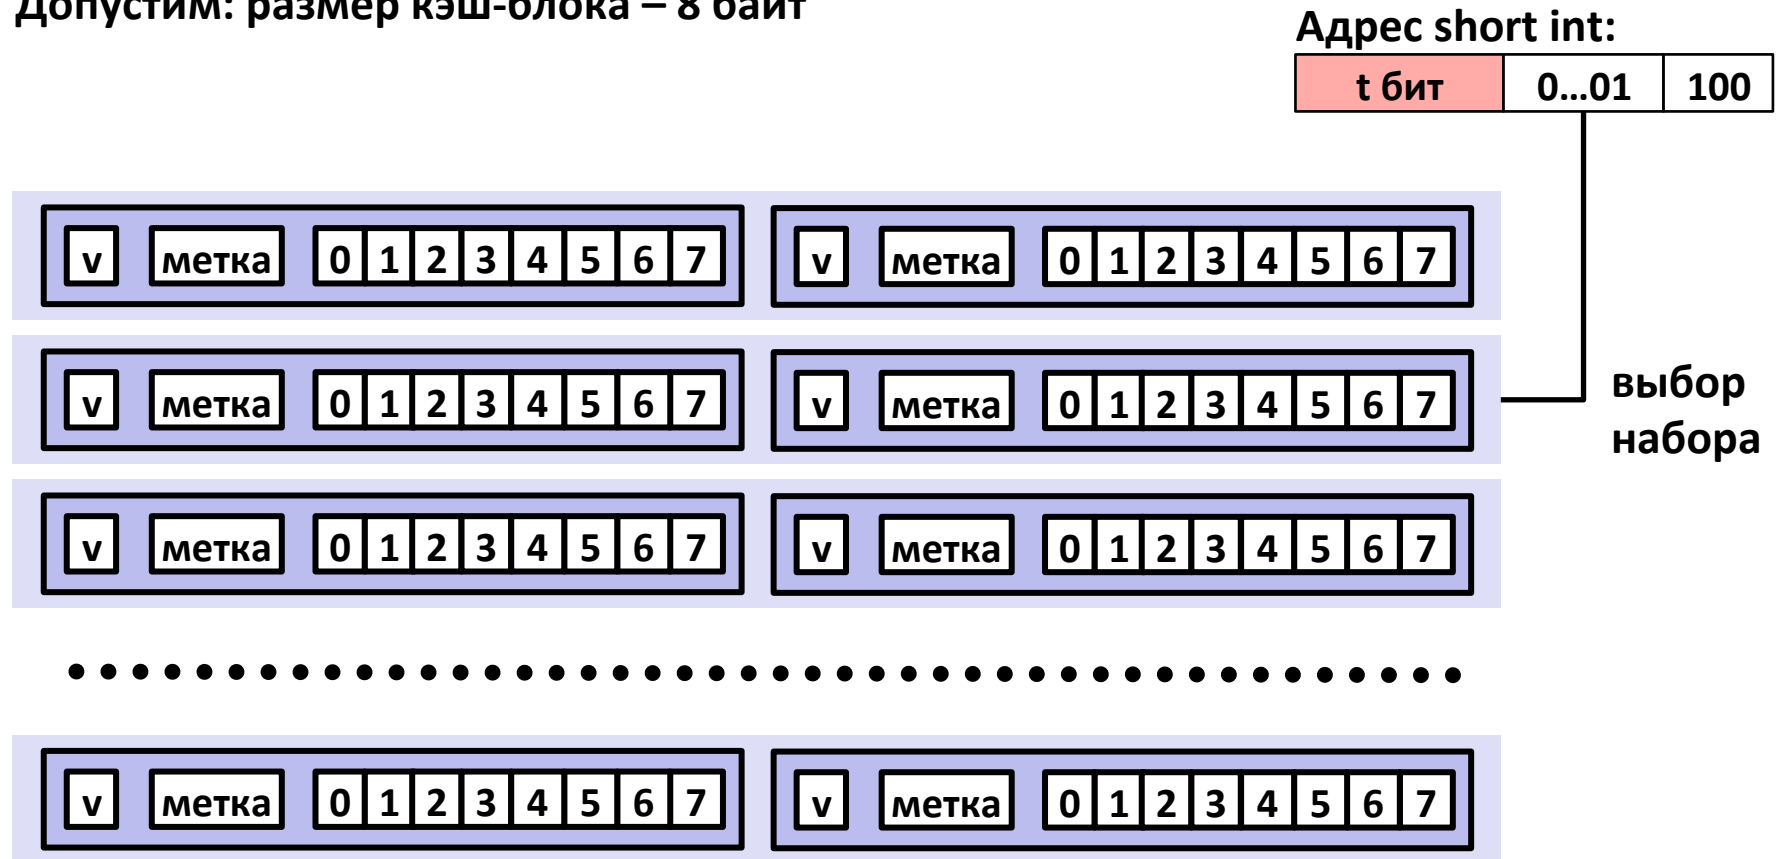 Допустим: размер кэш-блока – 8 байт
Адрес short int:
t бит 0...01 100
v метка 0 1 2 3 4 5 6 7 v метка 0 1 2 3 4 5 6 7
v метка 0 1 2 3 4 5 6 7 v метка 0 1 2 3 4 5 6 7
выбор
набора
v метка 0 1 2 3 4 5 6 7 v метка 0 1 2 3 4 5 6 7
v метка 0 1 2 3 4 5 6 7 v метка 0 1 2 3 4 5 6 7